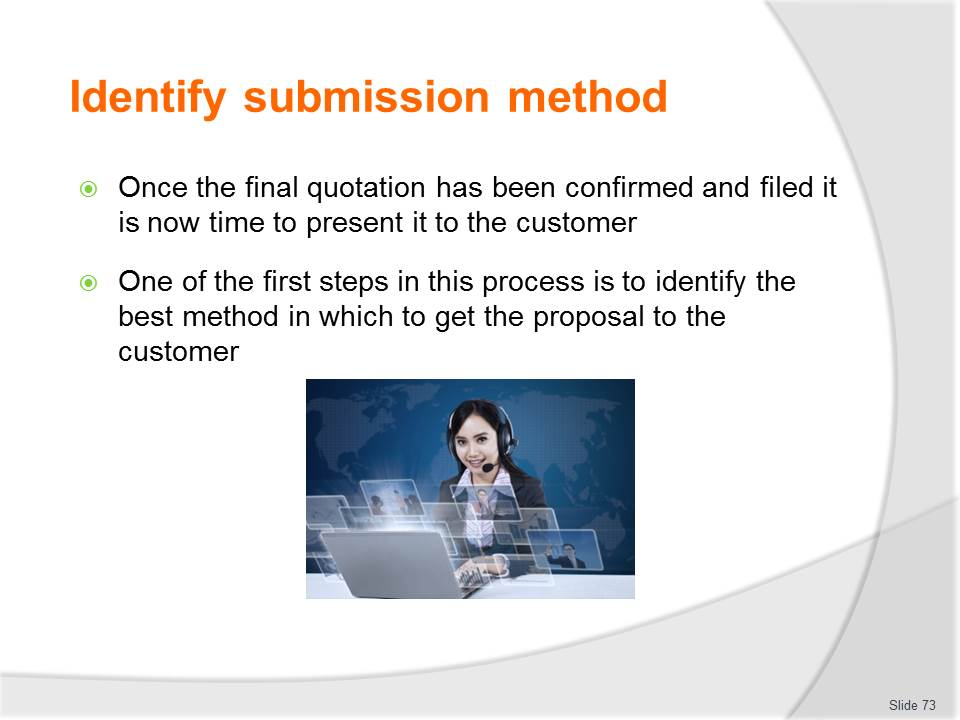 Identify submission method
Once the final quotation has been confirmed and filed it
is now time to present it to the customer
One of the first steps in this process is to identify the
best method in which to get the proposal to the
customer
Slide 73